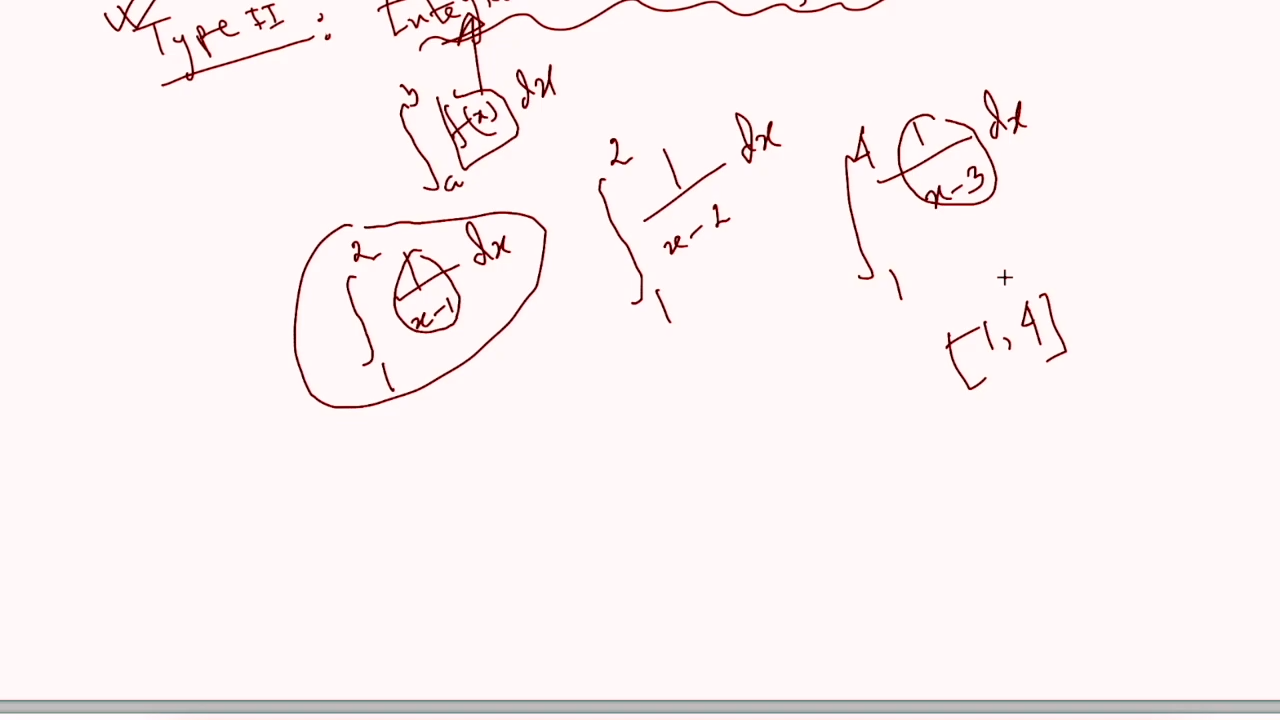 Type II :
∫_a^b f(x) dx
∫_1^2 1/(x-1) dx
∫_1^2 1/(x-2) dx
∫_1^4 1/(x-3) dx
[1, 4]